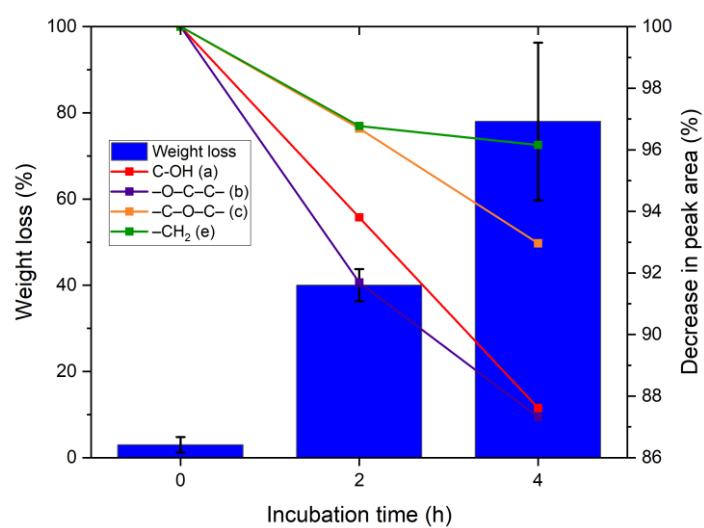 100
80
60
40
20
0
Weight loss (%)
Weight loss
C-OH (a)
–O–C–C– (b)
–C–O–C– (c)
–CH₂ (e)
100
98
96
94
92
90
88
86
Decrease in peak area (%)
0 2 4
Incubation time (h)